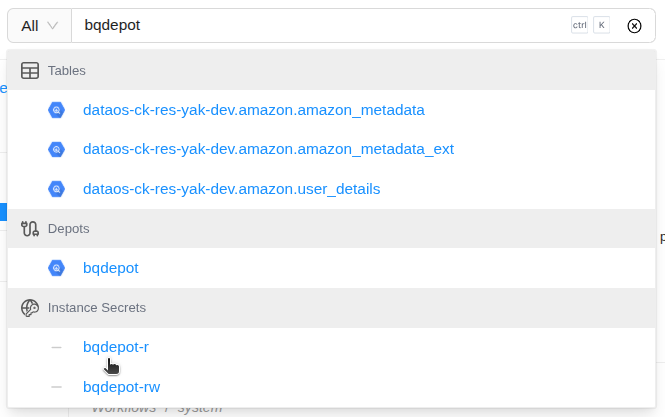 All bqdepot ctrl K
Tables
dataos-ck-res-yak-dev.amazon.amazon_metadata
dataos-ck-res-yak-dev.amazon.amazon_metadata_ext
dataos-ck-res-yak-dev.amazon.user_details
Depots
bqdepot
Instance Secrets
bqdepot-r
bqdepot-rw
Workflows / system